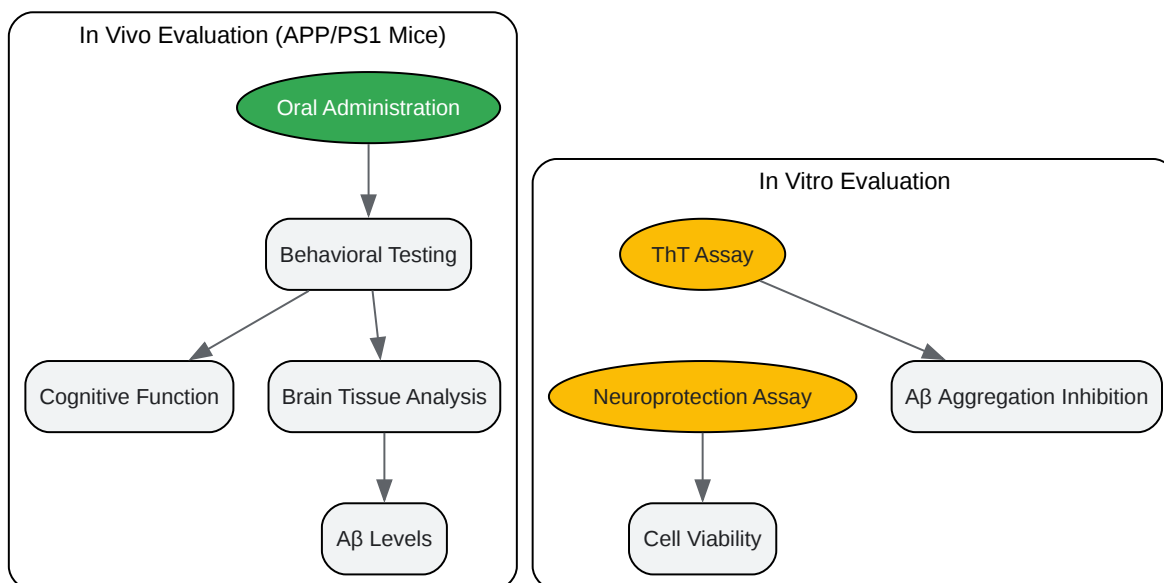 In Vivo Evaluation (APP/PS1 Mice)
Oral Administration
Behavioral Testing
Cognitive Function
Brain Tissue Analysis
Aβ Levels
In Vitro Evaluation
ThT Assay
Neuroprotection Assay
Aβ Aggregation Inhibition
Cell Viability